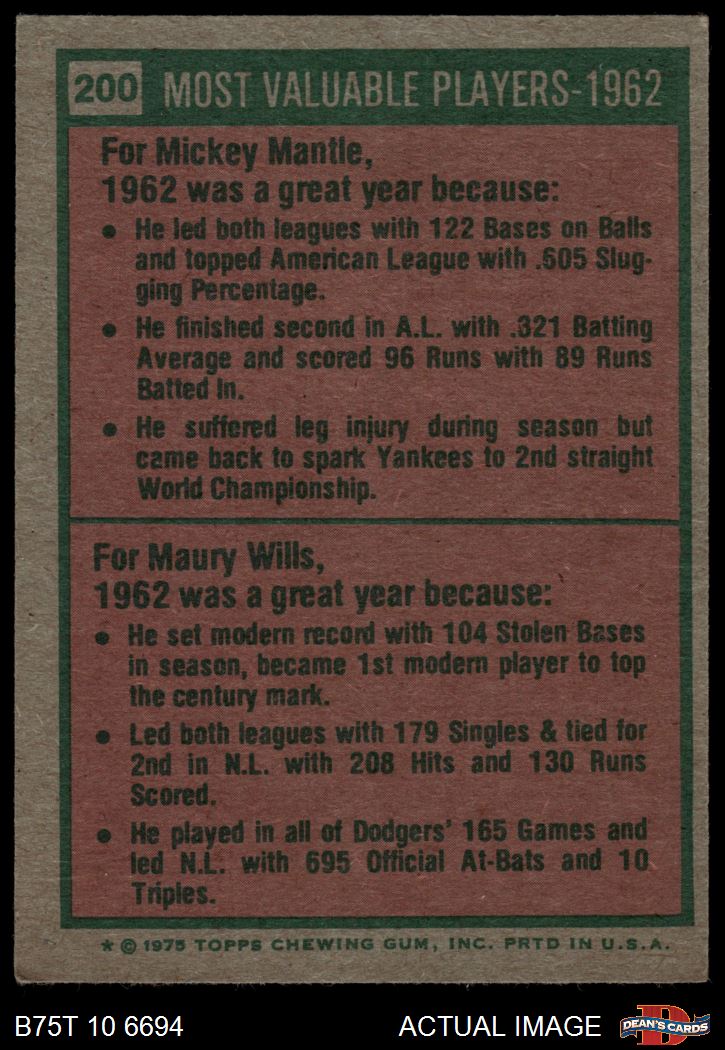 200 MOST VALUABLE PLAYERS-1962
For Mickey Mantle,
1962 was a great year because:
● He led both leagues with 122 Bases on Balls
and topped American League with .605 Slug-
ging Percentage.
● He finished second in A.L. with .321 Batting
Average and scored 96 Runs with 89 Runs
Batted In.
● He suffered leg injury during season but
came back to spark Yankees to 2nd straight
World Championship.
For Maury Wills,
1962 was a great year because:
● He set modern record with 104 Stolen Bases
in season, became 1st modern player to top
the century mark.
● Led both leagues with 179 Singles & tied for
2nd in N.L. with 208 Hits and 130 Runs
Scored.
● He played in all of Dodgers' 165 Games and
led N.L. with 695 Official At-Bats and 10
Triples.
* © 1975 TOPPS CHEWING GUM, INC. PRTD IN U.S.A.
B75T 10 6694 ACTUAL IMAGE D DEAN'S CARDS